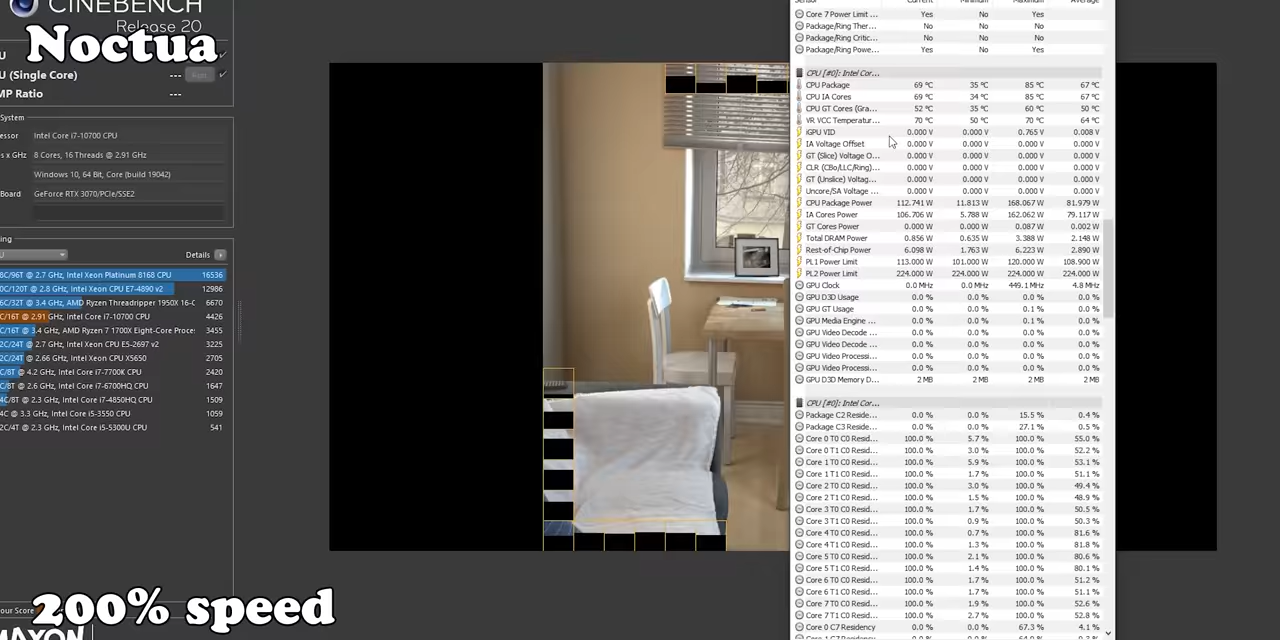 CINEBENCH
Release 20
Noctua
U (Single Core) --- Run
MP Ratio ---
System
essor Intel Core i7-10700 CPU
s x GHz 8 Cores, 16 Threads @ 2.91 GHz
Windows 10, 64 Bit, Core (build 19042)
Board GeForce RTX 3070/PCIe/SSE2
ing
Details
8C/96T @ 2.7 GHz, Intel Xeon Platinum 8168 CPU 16536
0C/120T @ 2.8 GHz, Intel Xeon CPU E7-4890 v2 12986
6C/32T @ 3.4 GHz, AMD Ryzen Threadripper 1950X 16-C 6670
C/16T @ 2.91 GHz, Intel Core i7-10700 CPU 4426
C/16T @ 3.4 GHz, AMD Ryzen 7 1700X Eight-Core Proce: 3455
2C/24T @ 2.7 GHz, Intel Xeon CPU E5-2697 v2 3225
2C/24T @ 2.66 GHz, Intel Xeon CPU X5650 2705
C/8T @ 4.2 GHz, Intel Core i7-7700K CPU 2420
C/8T @ 2.6 GHz, Intel Core i7-6700HQ CPU 1647
4C/8T @ 2.3 GHz, Intel Core i7-4850HQ CPU 1509
4C @ 3.3 GHz, Intel Core i5-3550 CPU 1059
2C/4T @ 2.3 GHz, Intel Core i5-5300U CPU 541
our Score
200% speed
MAXON
Sensor Current Minimum Maximum Average
Core 7 Power Limit ... Yes No Yes
Package/Ring Ther... No No No
Package/Ring Critic... No No No
Package/Ring Powe... Yes No Yes
CPU [#0]: Intel Cor...
CPU Package 69 °C 35 °C 85 °C 67 °C
CPU IA Cores 69 °C 34 °C 85 °C 67 °C
CPU GT Cores (Gra... 52 °C 35 °C 60 °C 50 °C
VR VCC Temperatur... 70 °C 50 °C 70 °C 64 °C
iGPU VID 0.000 V 0.000 V 0.765 V 0.008 V
IA Voltage Offset 0.000 V 0.000 V 0.000 V 0.000 V
GT (Slice) Voltage O... 0.000 V 0.000 V 0.000 V 0.000 V
CLR (CBo/LLC/Ring)... 0.000 V 0.000 V 0.000 V 0.000 V
GT (Unslice) Voltag... 0.000 V 0.000 V 0.000 V 0.000 V
Uncore/SA Voltage ... 0.000 V 0.000 V 0.000 V 0.000 V
CPU Package Power 112.741 W 11.813 W 168.067 W 81.979 W
IA Cores Power 106.706 W 5.788 W 162.062 W 79.117 W
GT Cores Power 0.000 W 0.000 W 0.087 W 0.002 W
Total DRAM Power 0.856 W 0.635 W 3.388 W 2.148 W
Rest-of-Chip Power 6.098 W 1.763 W 6.223 W 2.890 W
PL1 Power Limit 113.000 W 101.000 W 120.000 W 108.900 W
PL2 Power Limit 224.000 W 224.000 W 224.000 W 224.000 W
GPU Clock 0.0 MHz 0.0 MHz 449.1 MHz 4.8 MHz
GPU D3D Usage 0.0 % 0.0 % 0.0 % 0.0 %
GPU GT Usage 0.0 % 0.0 % 0.1 % 0.0 %
GPU Media Engine ... 0.0 % 0.0 % 0.1 % 0.0 %
GPU Video Decode ... 0.0 % 0.0 % 0.0 % 0.0 %
GPU Video Decode ... 0.0 % 0.0 % 0.0 % 0.0 %
GPU Video Processi... 0.0 % 0.0 % 0.0 % 0.0 %
GPU Video Processi... 0.0 % 0.0 % 0.0 % 0.0 %
GPU D3D Memory D... 2 MB 2 MB 2 MB 2 MB
CPU [#0]: Intel Cor...
Package C2 Reside... 0.0 % 0.0 % 15.5 % 0.4 %
Package C3 Reside... 0.0 % 0.0 % 27.1 % 0.5 %
Core 0 T0 C0 Resid... 100.0 % 5.7 % 100.0 % 55.0 %
Core 0 T1 C0 Resid... 100.0 % 3.0 % 100.0 % 52.2 %
Core 1 T0 C0 Resid... 100.0 % 5.9 % 100.0 % 53.1 %
Core 1 T1 C0 Resid... 100.0 % 1.7 % 100.0 % 51.1 %
Core 2 T0 C0 Resid... 100.0 % 3.0 % 100.0 % 49.4 %
Core 2 T1 C0 Resid... 100.0 % 1.5 % 100.0 % 48.9 %
Core 3 T0 C0 Resid... 100.0 % 1.7 % 100.0 % 50.5 %
Core 3 T1 C0 Resid... 100.0 % 0.9 % 100.0 % 50.3 %
Core 4 T0 C0 Resid... 100.0 % 0.7 % 100.0 % 81.6 %
Core 4 T1 C0 Resid... 100.0 % 1.3 % 100.0 % 81.8 %
Core 5 T0 C0 Resid... 100.0 % 2.1 % 100.0 % 80.6 %
Core 5 T1 C0 Resid... 100.0 % 1.4 % 100.0 % 80.1 %
Core 6 T0 C0 Resid... 100.0 % 1.7 % 100.0 % 51.2 %
Core 6 T1 C0 Resid... 100.0 % 1.7 % 100.0 % 51.1 %
Core 7 T0 C0 Resid... 100.0 % 1.9 % 100.0 % 52.6 %
Core 7 T1 C0 Resid... 100.0 % 2.7 % 100.0 % 52.8 %
Core 0 C7 Residency 0.0 % 0.0 % 67.3 % 4.1 %